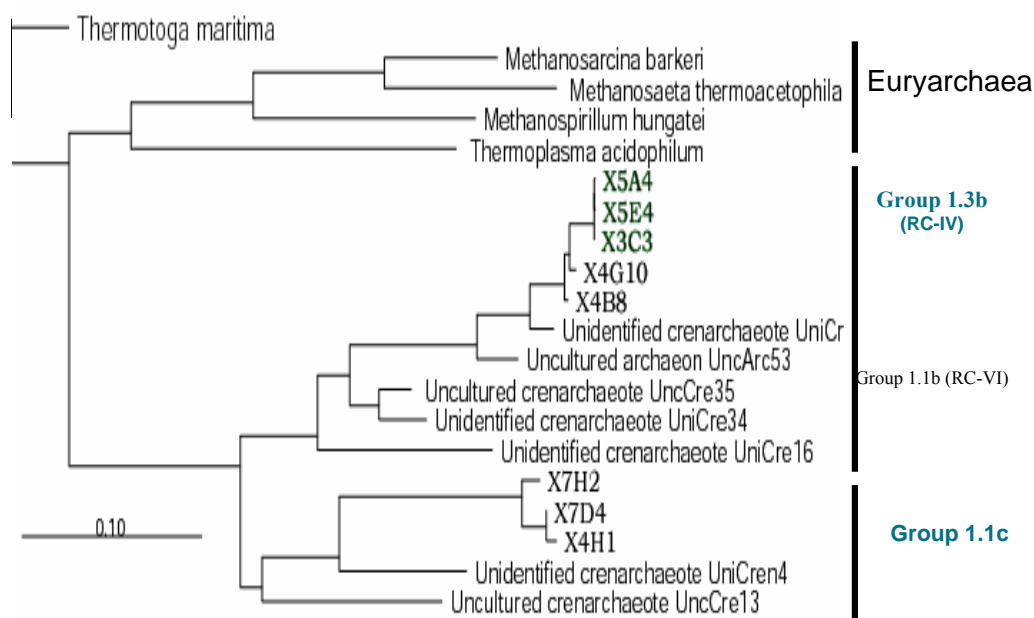 Thermotoga maritima
Methanosarcina barkeri
Methanosaeta thermoacetophila
Methanospirillum hungatei
Thermoplasma acidophilum
Euryarchaea
X5A4
X5E4
X3C3
X4G10
X4B8
Unidentified crenarchaeote UniCr
Uncultured archaeon UncArc53
Uncultured crenarchaeote UncCre35
Unidentified crenarchaeote UniCre34
Unidentified crenarchaeote UniCre16
Group 1.3b
(RC-IV)
Group 1.1b (RC-VI)
X7H2
X7D4
X4H1
Unidentified crenarchaeote UniCren4
Uncultured crenarchaeote UncCre13
Group 1.1c
0.10